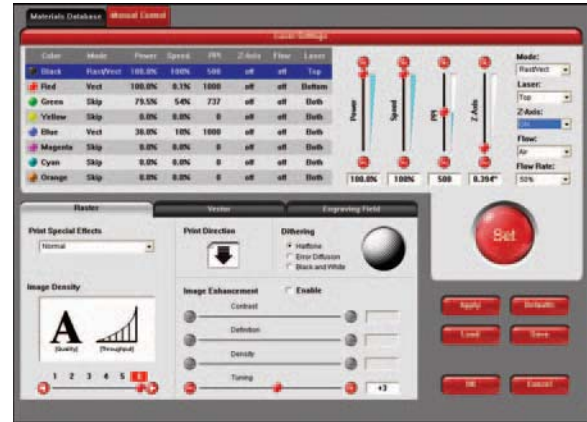 Materials Database Manual Control
Laser Settings
Color Mode Power Speed PPI Z-Axis Flow Laser
Black Rast/Vect 100.0% 100% 500 off off Top
Red Vect 100.0% 0.1% 1000 off off Bottom
Green Skip 79.5% 54% 737 off off Both
Yellow Skip 0.0% 0.0% 0 off off Both
Blue Vect 30.0% 10% 1000 off off Both
Magenta Skip 0.0% 0.0% 0 off off Both
Cyan Skip 0.0% 0.0% 0 off off Both
Orange Skip 0.0% 0.0% 0 off off Both
Power Speed PPI Z-Axis
100.0% 100% 500 0.394"
Mode:
Rast/Vect
Laser:
Top
Z-Axis:
Flow:
Air
Flow Rate:
50%
Set
Raster Vector Engraving Field
Print Special Effects
Normal
Print Direction
Dithering
Halftone
Error Diffusion
Black and White
Image Density
A
(Quality) (Throughput)
1 2 3 4 5 6
Image Enhancement Enable
Contrast
Definition
Density
Tuning
+3
Apply Defaults
Load Save
OK Cancel